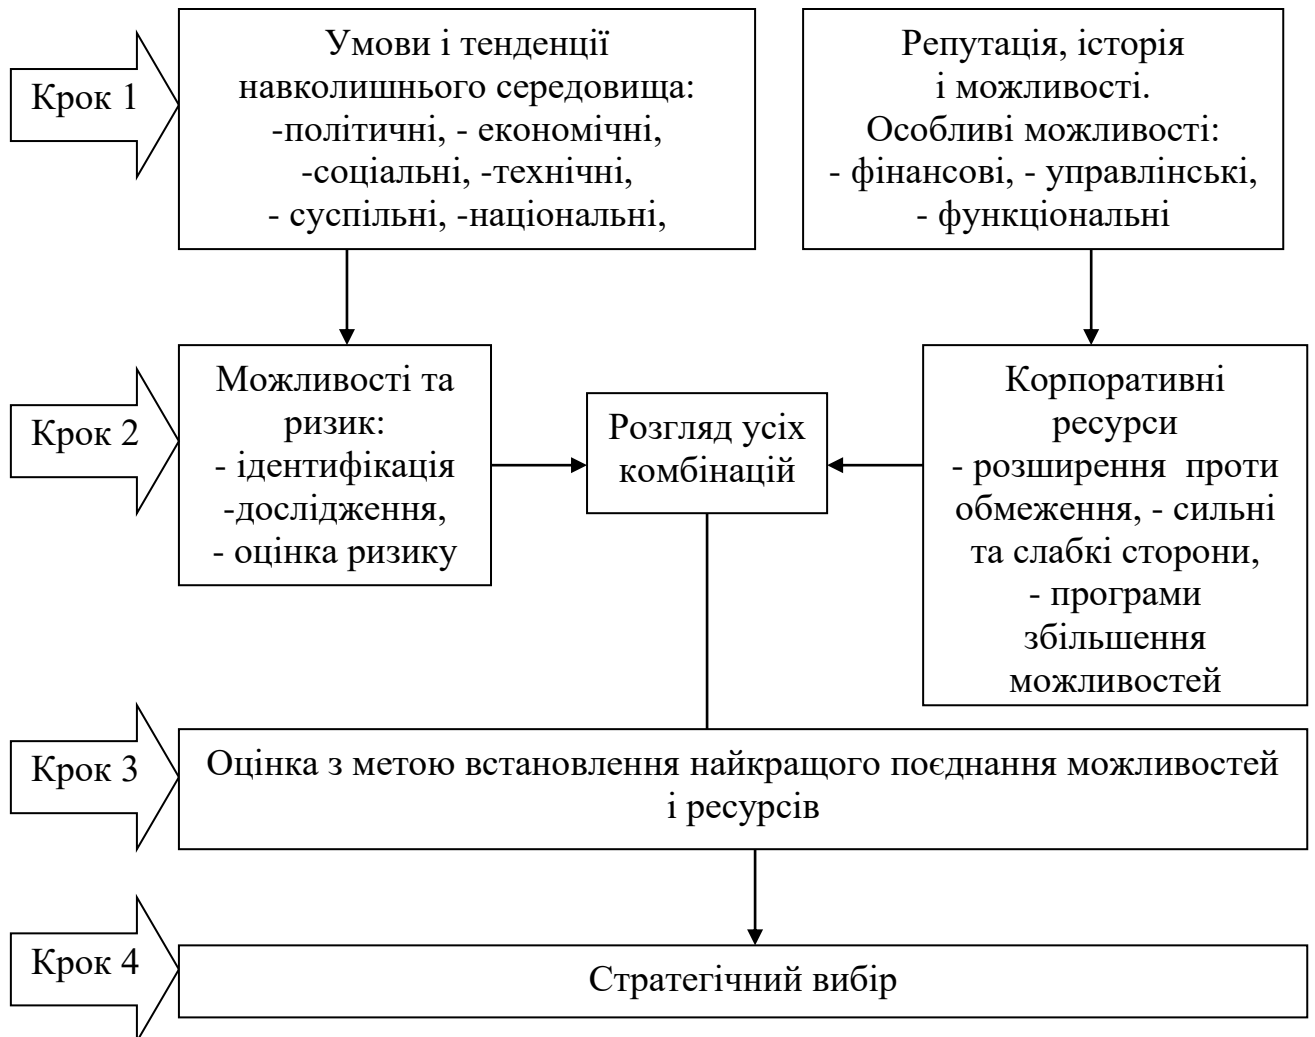 Крок 1
Умови і тенденції
навколишнього середовища:
-політичні, - економічні,
-соціальні, -технічні,
- суспільні, -національні,
Репутація, історія
і можливості.
Особливі можливості:
- фінансові, - управлінські,
- функціональні
Крок 2
Можливості та
ризик:
- ідентифікація
-дослідження,
- оцінка ризику
Розгляд усіх
комбінацій
Корпоративні
ресурси
- розширення проти
обмеження, - сильні
та слабкі сторони,
- програми
збільшення
можливостей
Крок 3
Оцінка з метою встановлення найкращого поєднання можливостей
і ресурсів
Крок 4
Стратегічний вибір